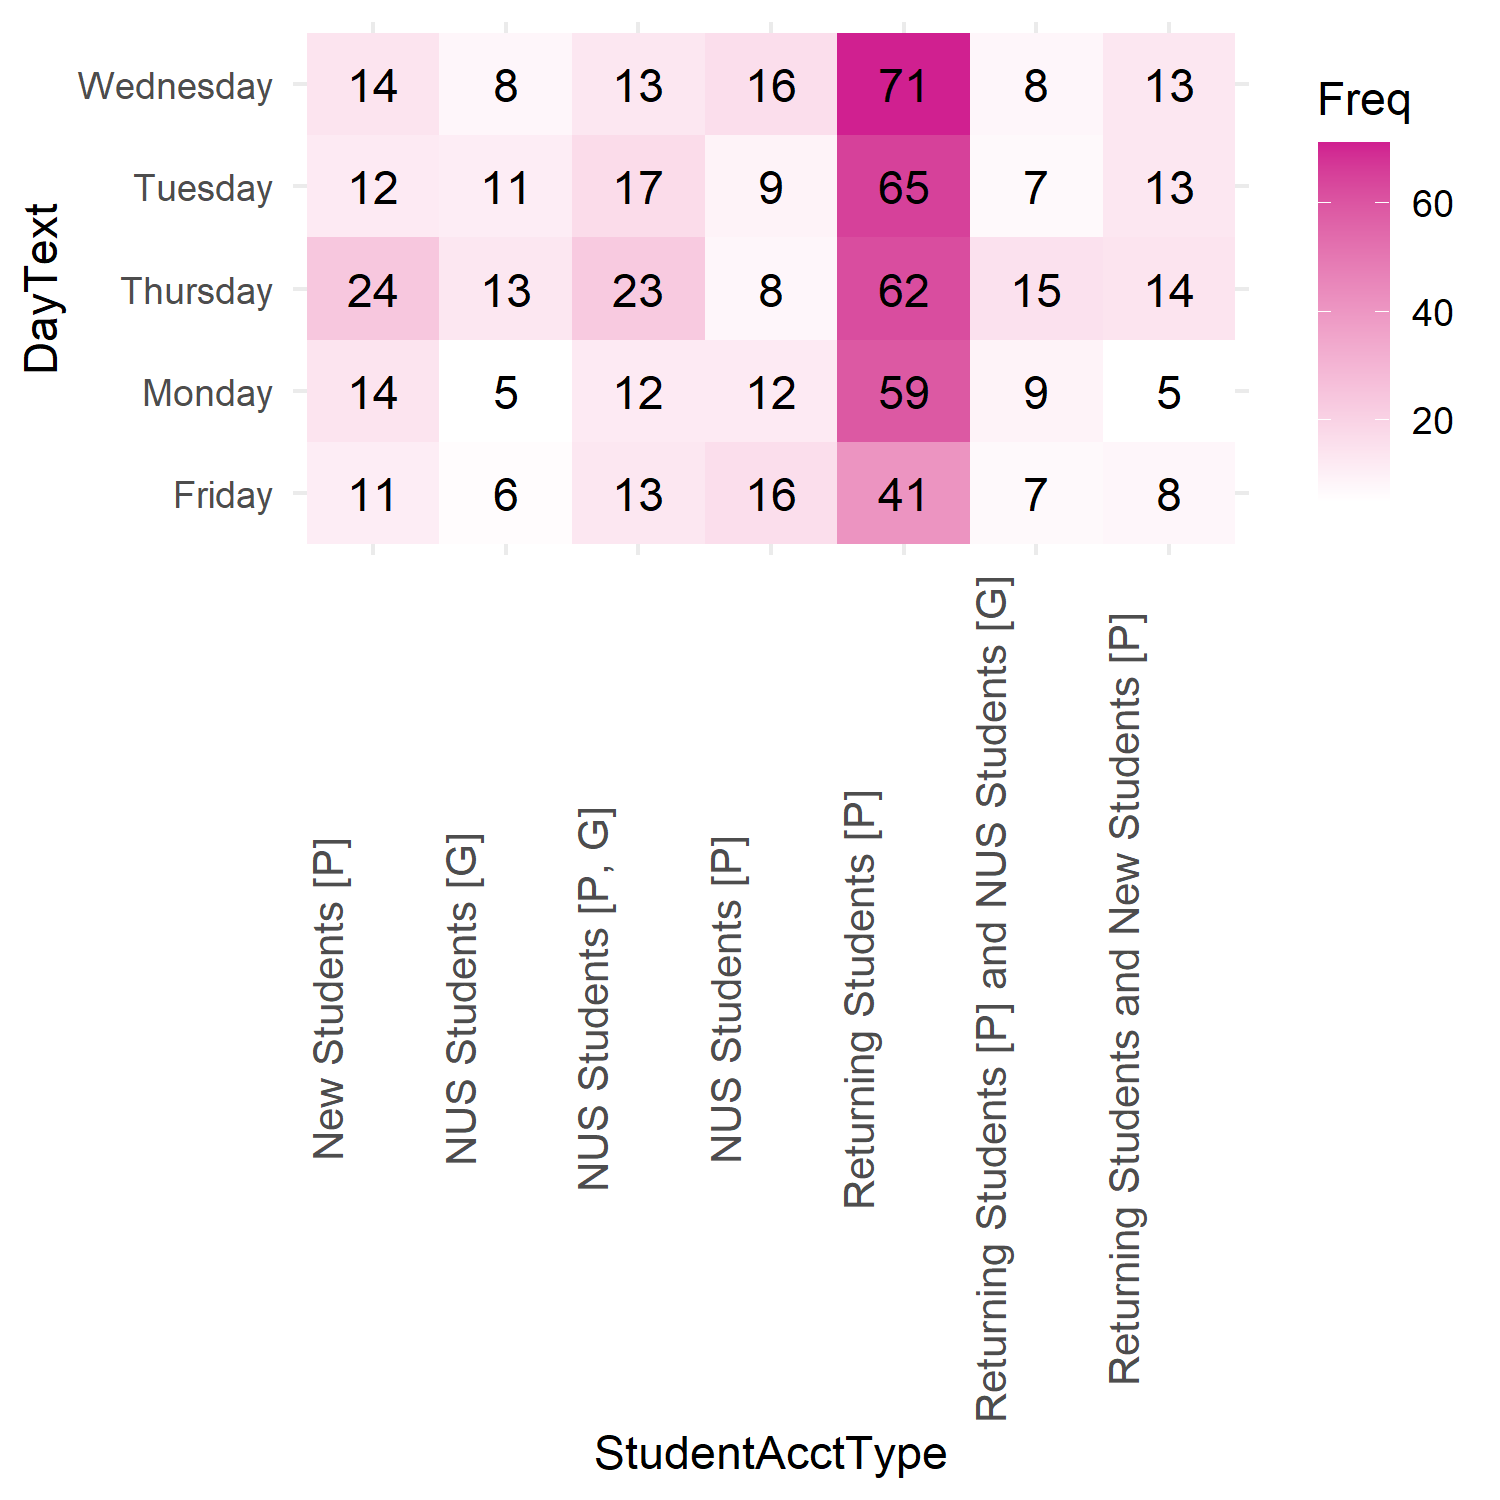 Wednesday 14 8 13 16 71 8 13
Tuesday 12 11 17 9 65 7 13
Thursday 24 13 23 8 62 15 14
Monday 14 5 12 12 59 9 5
Friday 11 6 13 16 41 7 8
DayText
New Students [P]
NUS Students [G]
NUS Students [P, G]
NUS Students [P]
Returning Students [P]
Returning Students [P] and NUS Students [G]
Returning Students and New Students [P]
StudentAcctType
Freq
60
40
20